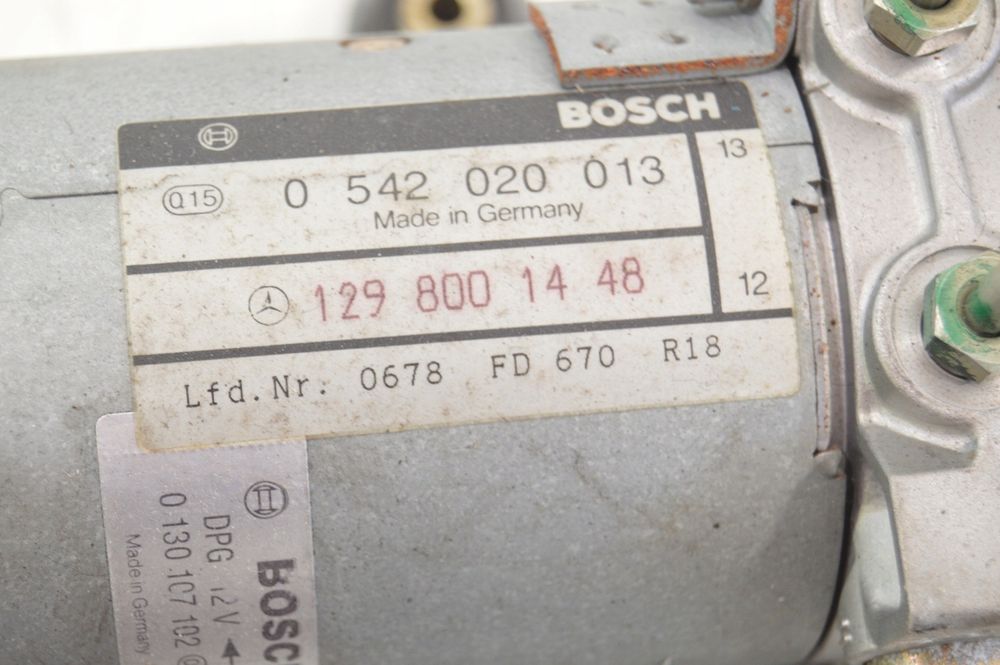 BOSCH
Q15 0 542 020 013
Made in Germany
13
129 800 14 48
12
Lfd.Nr. 0678 FD 670 R18
BOSC
DPG 12V
0 130 107 102
Made in Germany